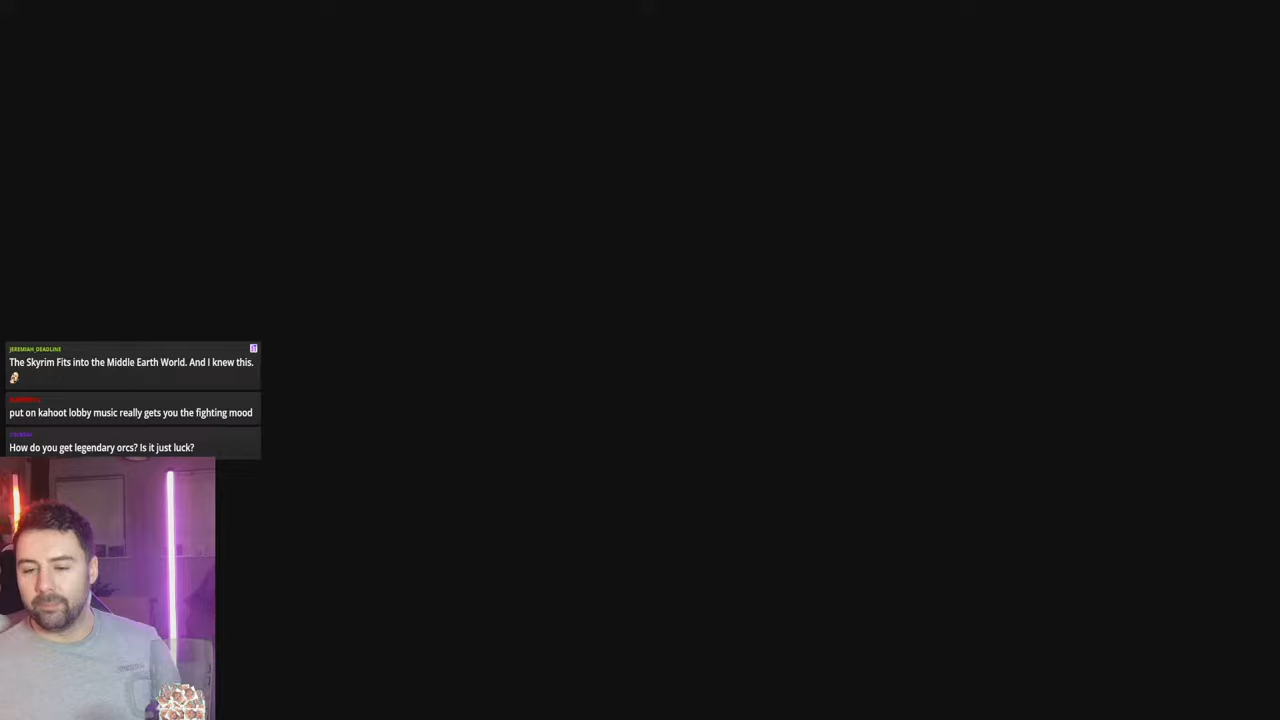 JEREMIAH_DEADLINE
The Skyrim Fits into the Middle Earth World. And I knew this.
put on kahoot lobby music really gets you the fighting mood
How do you get legendary orcs? Is it just luck?